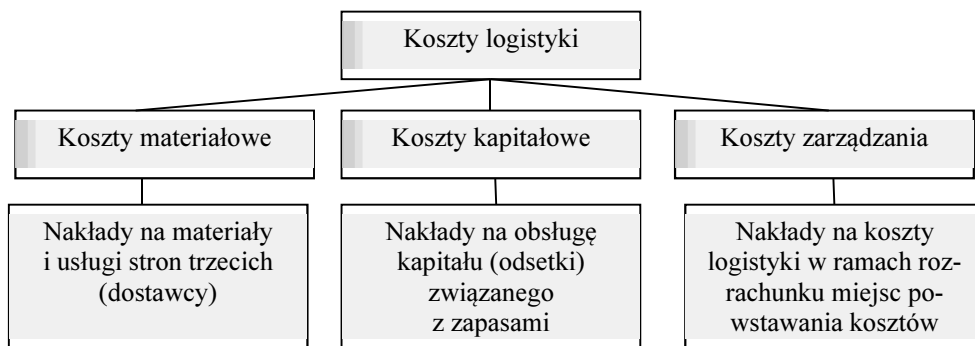 Koszty logistyki
Koszty materiałowe
Koszty kapitałowe
Koszty zarządzania
Nakłady na materiały
i usługi stron trzecich
(dostawcy)
Nakłady na obsługę
kapitału (odsetki)
związanego
z zapasami
Nakłady na koszty
logistyki w ramach roz-
rachunku miejsc po-
wstawania kosztów